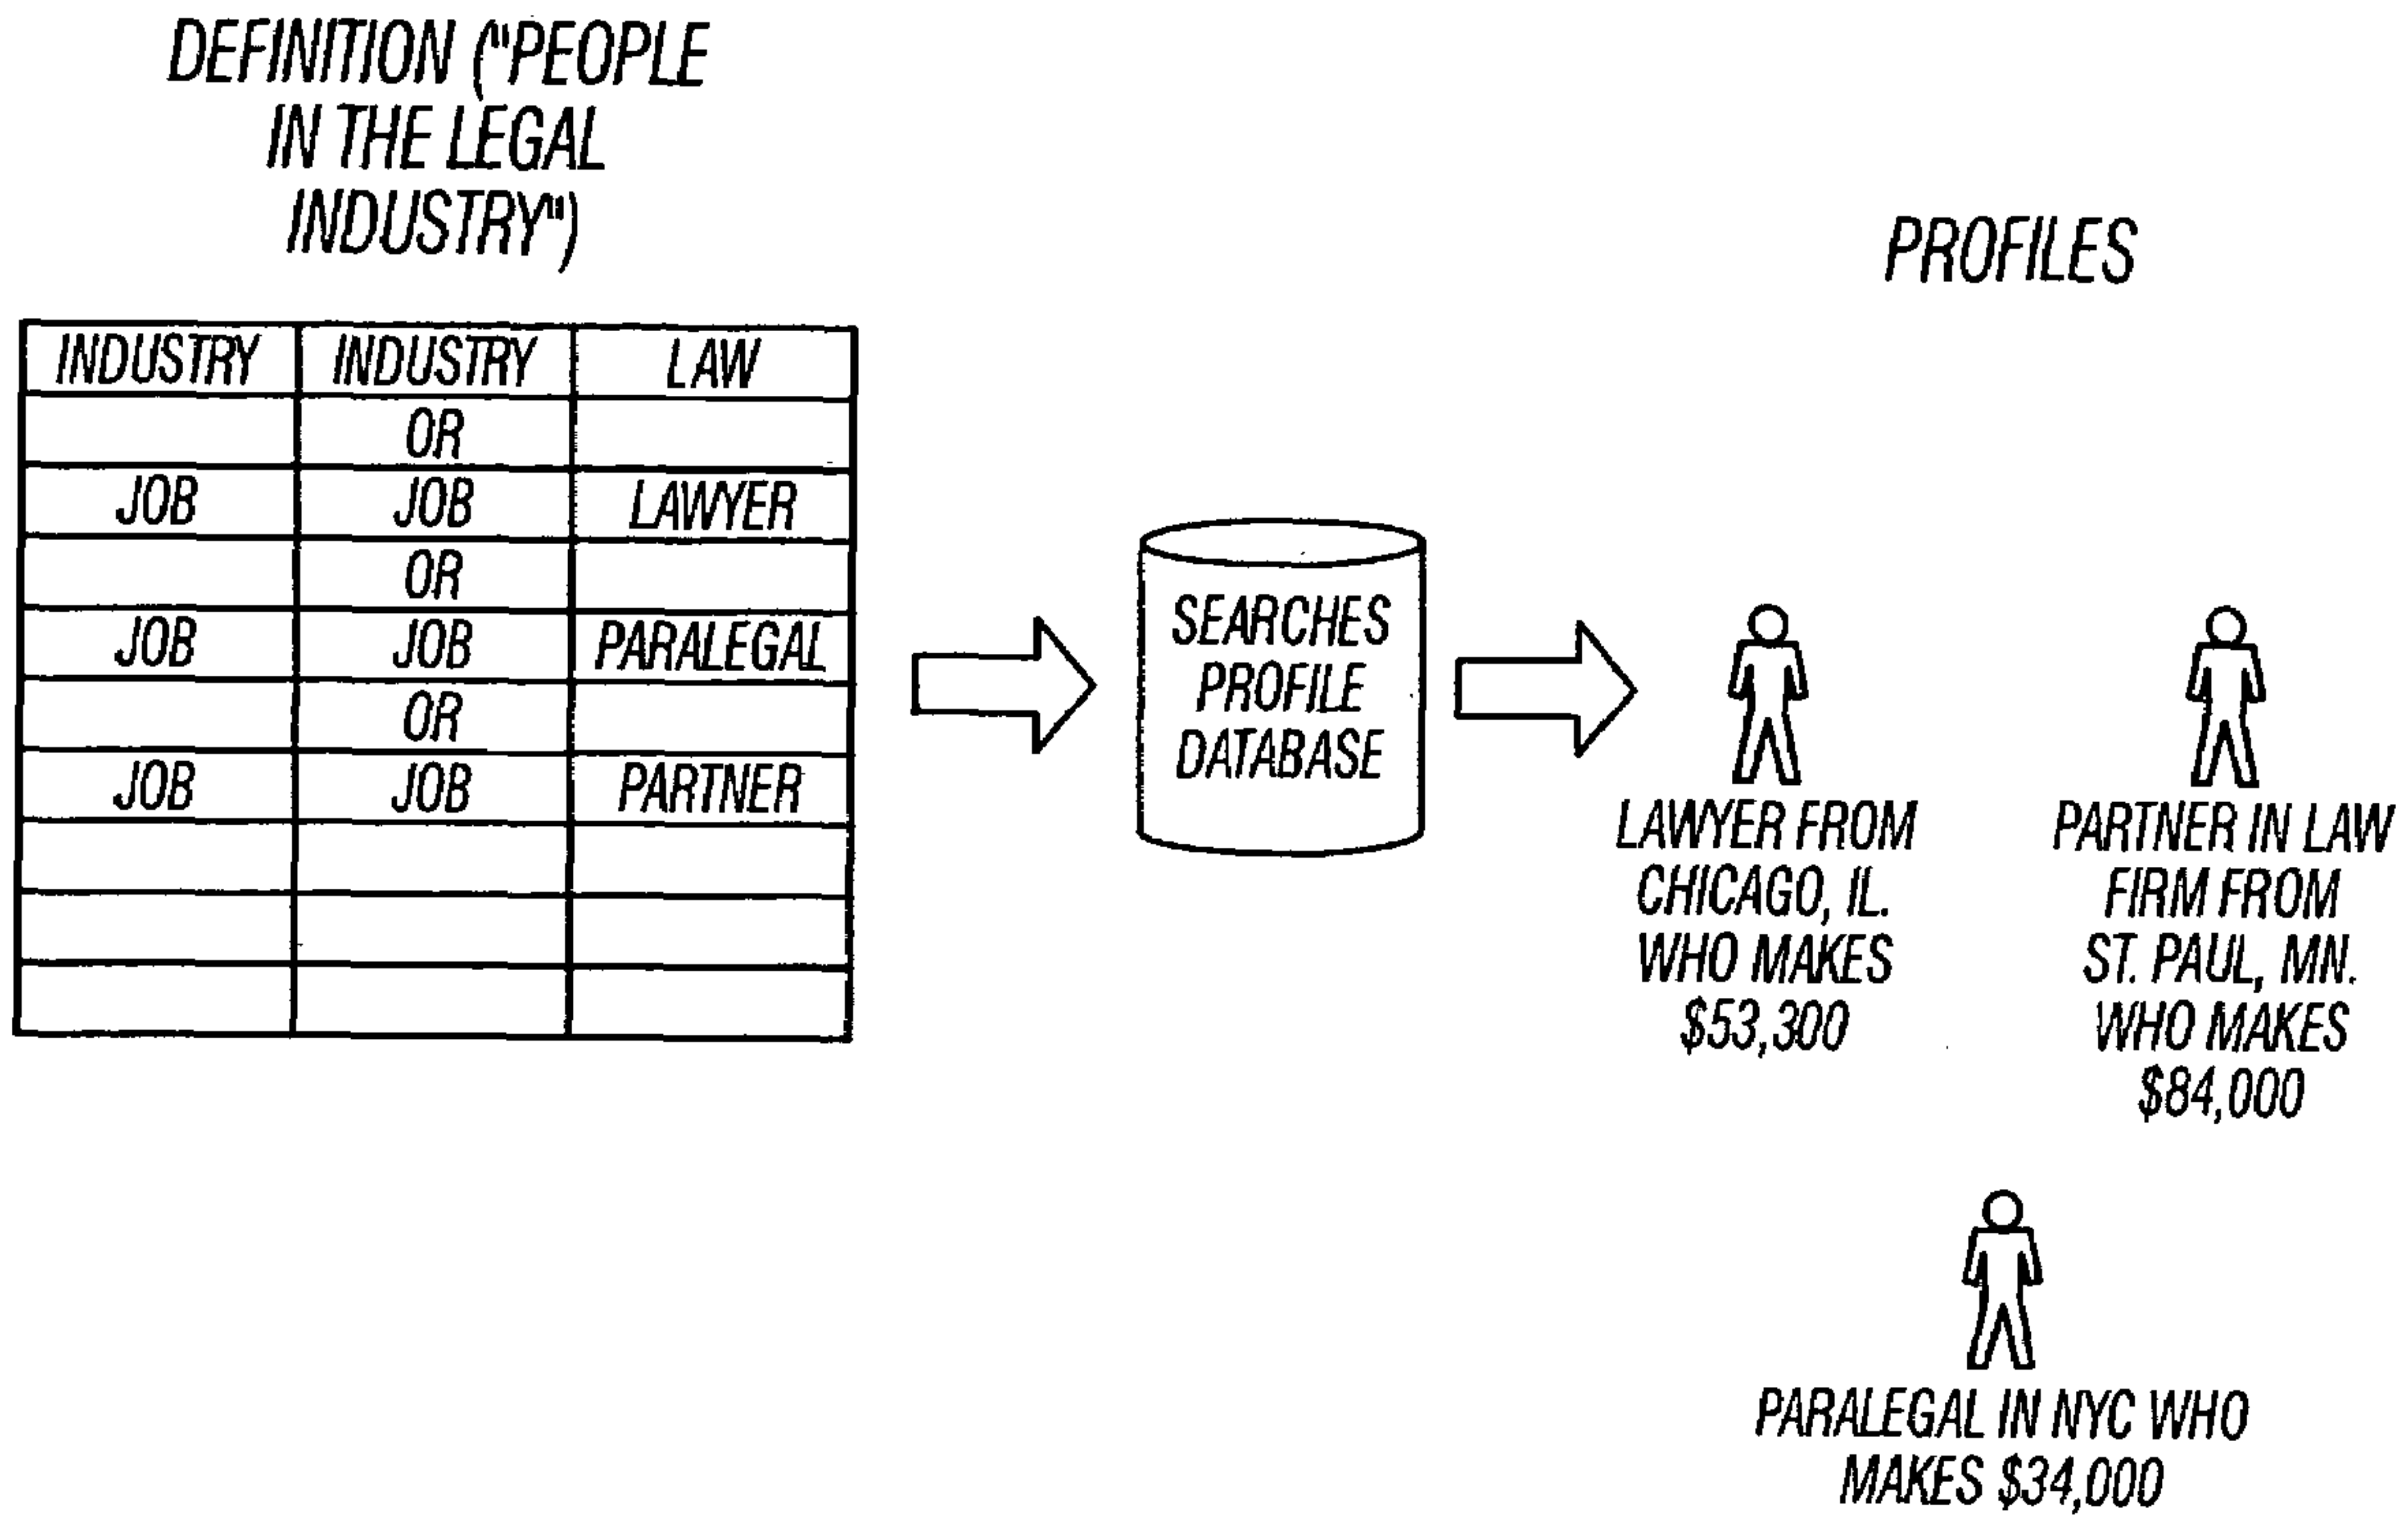 DEFINITION ("PEOPLE
IN THE LEGAL
INDUSTRY")
PROFILES
INDUSTRY INDUSTRY LAW
OR
JOB JOB LAWYER
OR
JOB JOB PARALEGAL
OR
JOB JOB PARTNER
SEARCHES
PROFILE
DATABASE
LAWYER FROM
CHICAGO, IL.
WHO MAKES
$53,300
PARTNER IN LAW
FIRM FROM
ST. PAUL, MN.
WHO MAKES
$84,000
PARALEGAL IN NYC WHO
MAKES $34,000